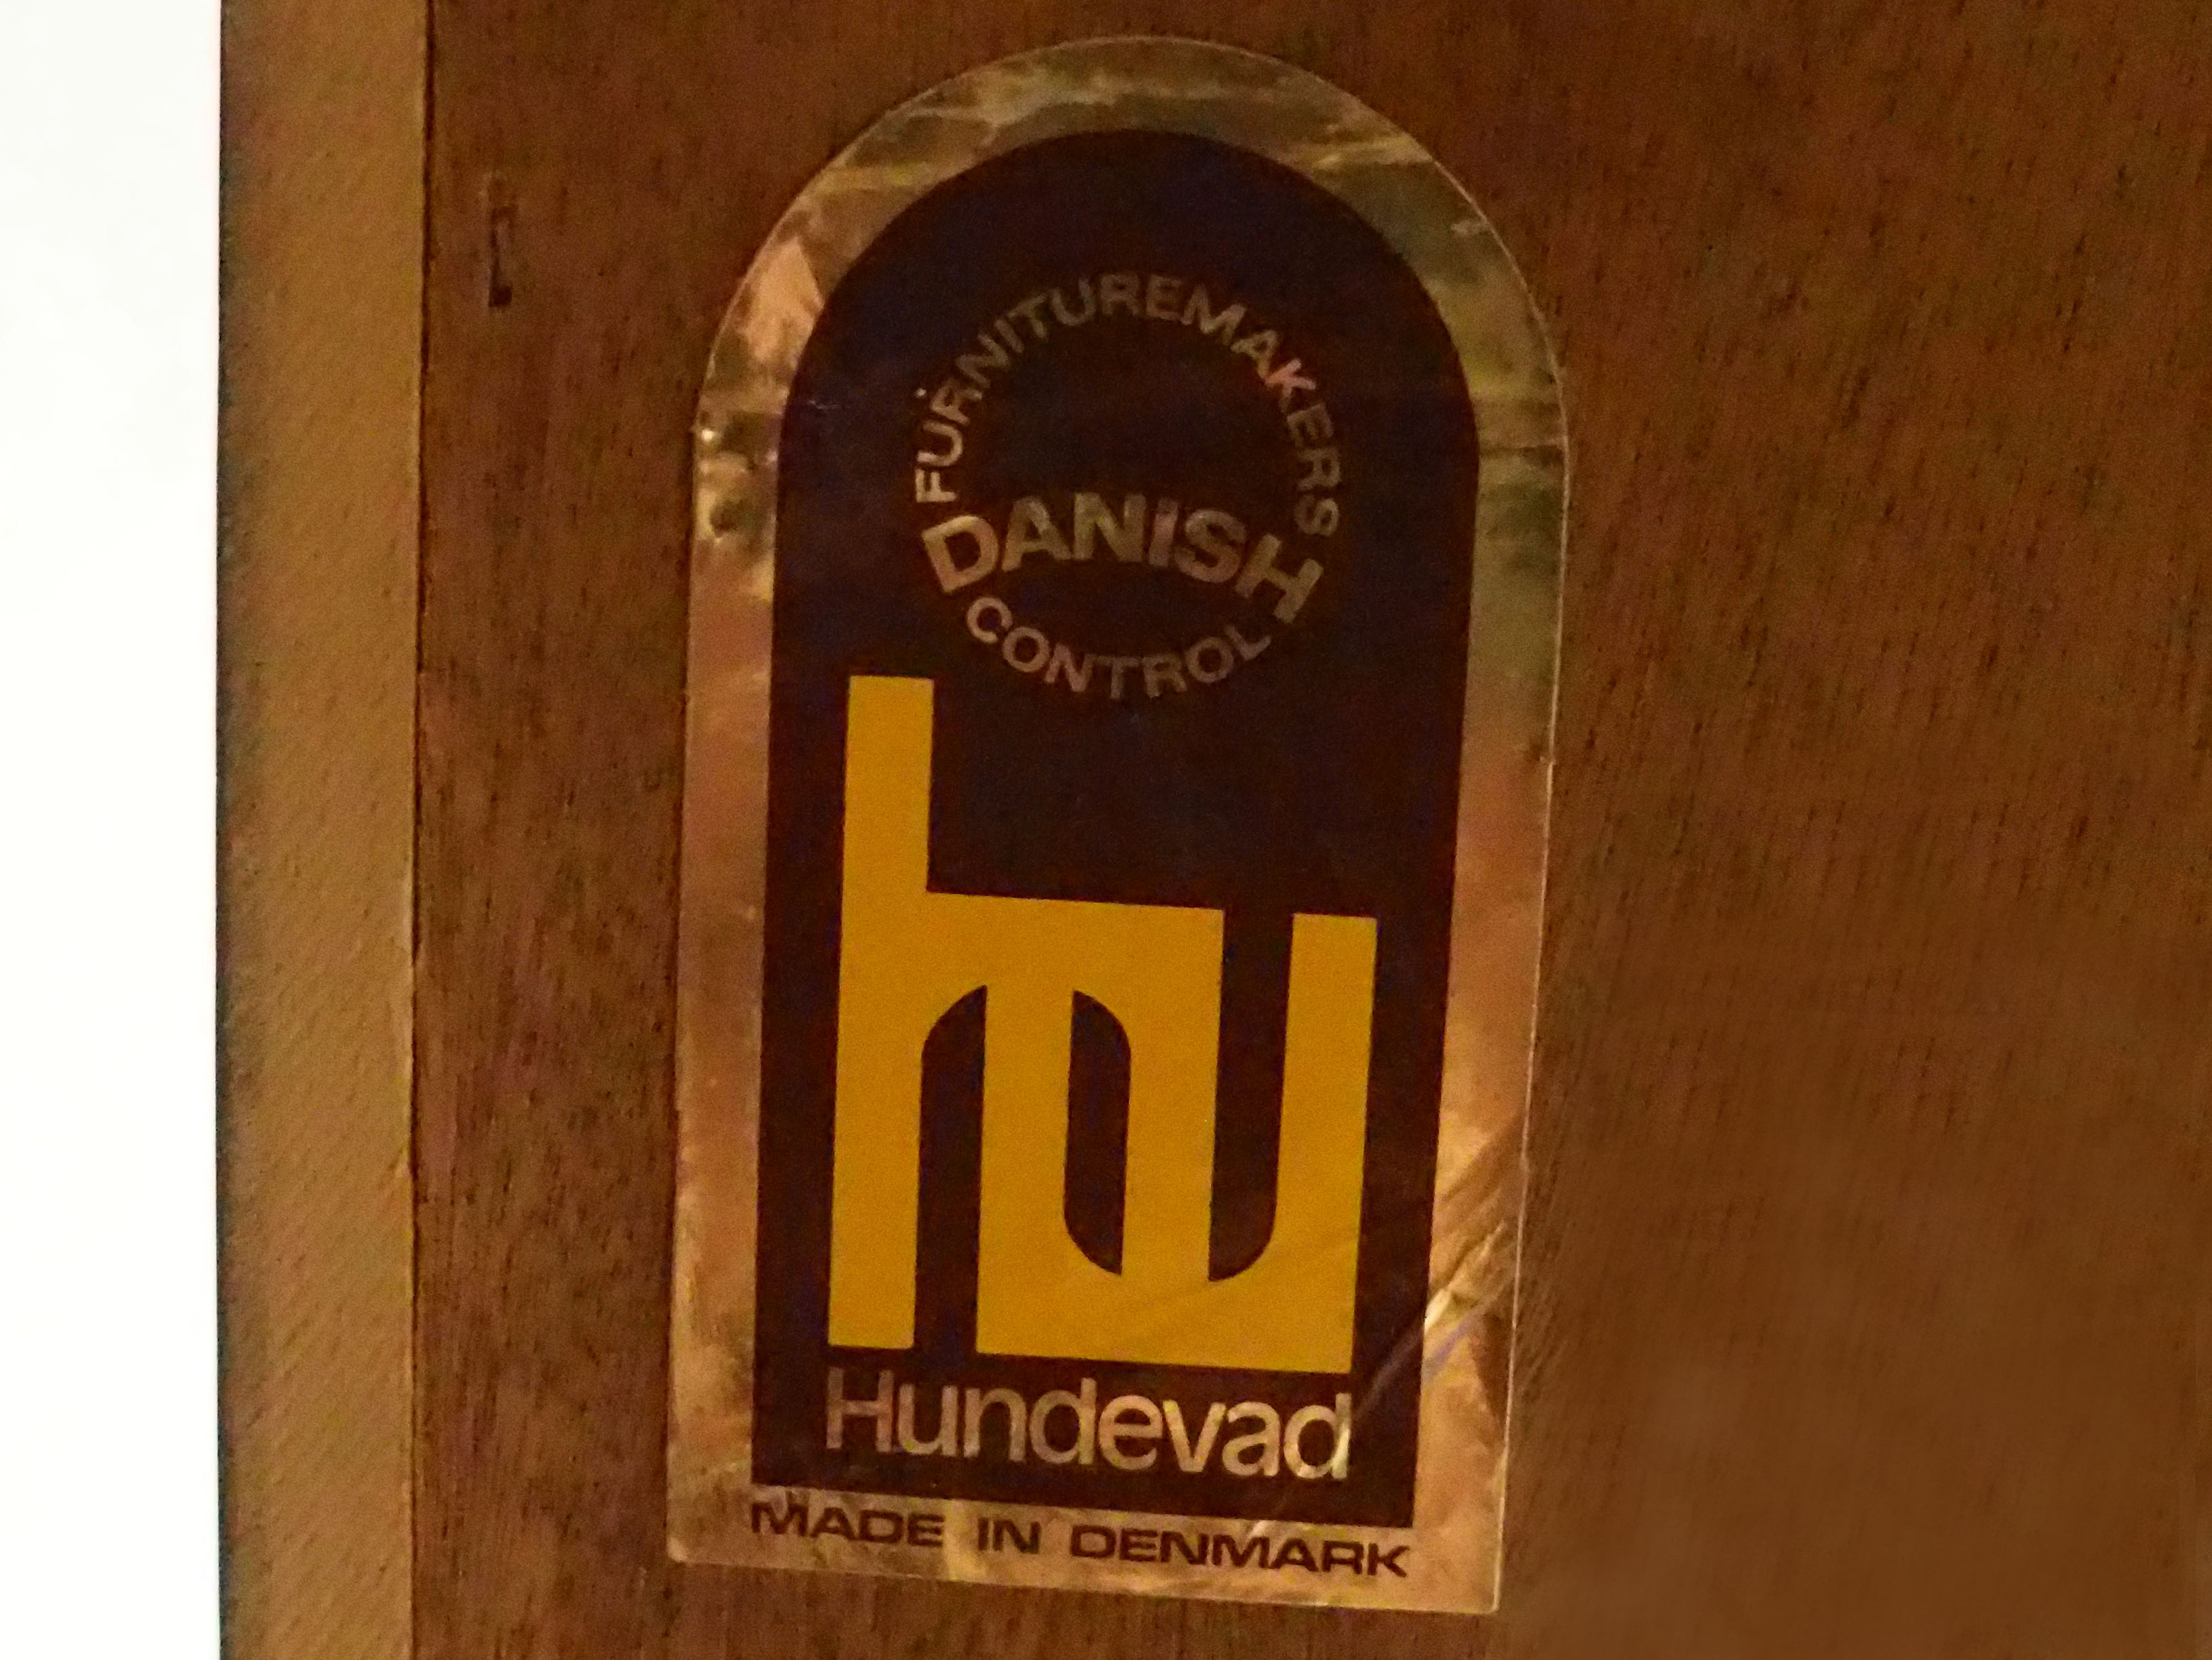 FURNITUREMAKERS
DANISH
CONTROL
hu
Hundevad
MADE IN DENMARK